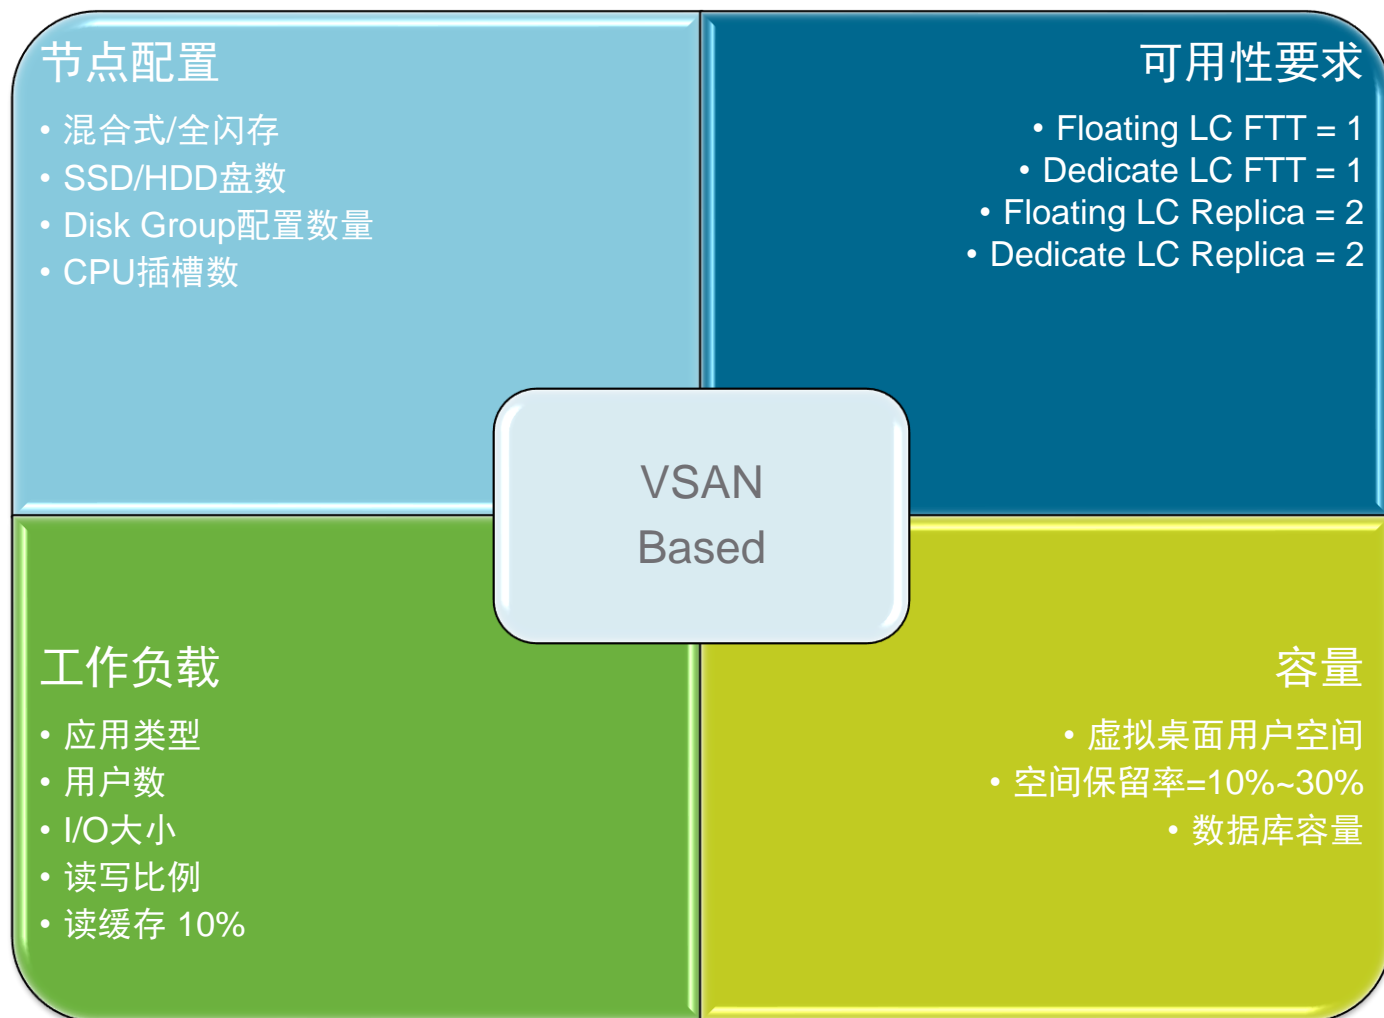 节点配置
• 混合式/全闪存
• SSD/HDD盘数
• Disk Group配置数量
• CPU插槽数
可用性要求
• Floating LC FTT = 1
• Dedicate LC FTT = 1
• Floating LC Replica = 2
• Dedicate LC Replica = 2
VSAN
Based
工作负载
• 应用类型
• 用户数
• I/O大小
• 读写比例
• 读缓存 10%
容量
• 虚拟桌面用户空间
• 空间保留率=10%~30%
• 数据库容量